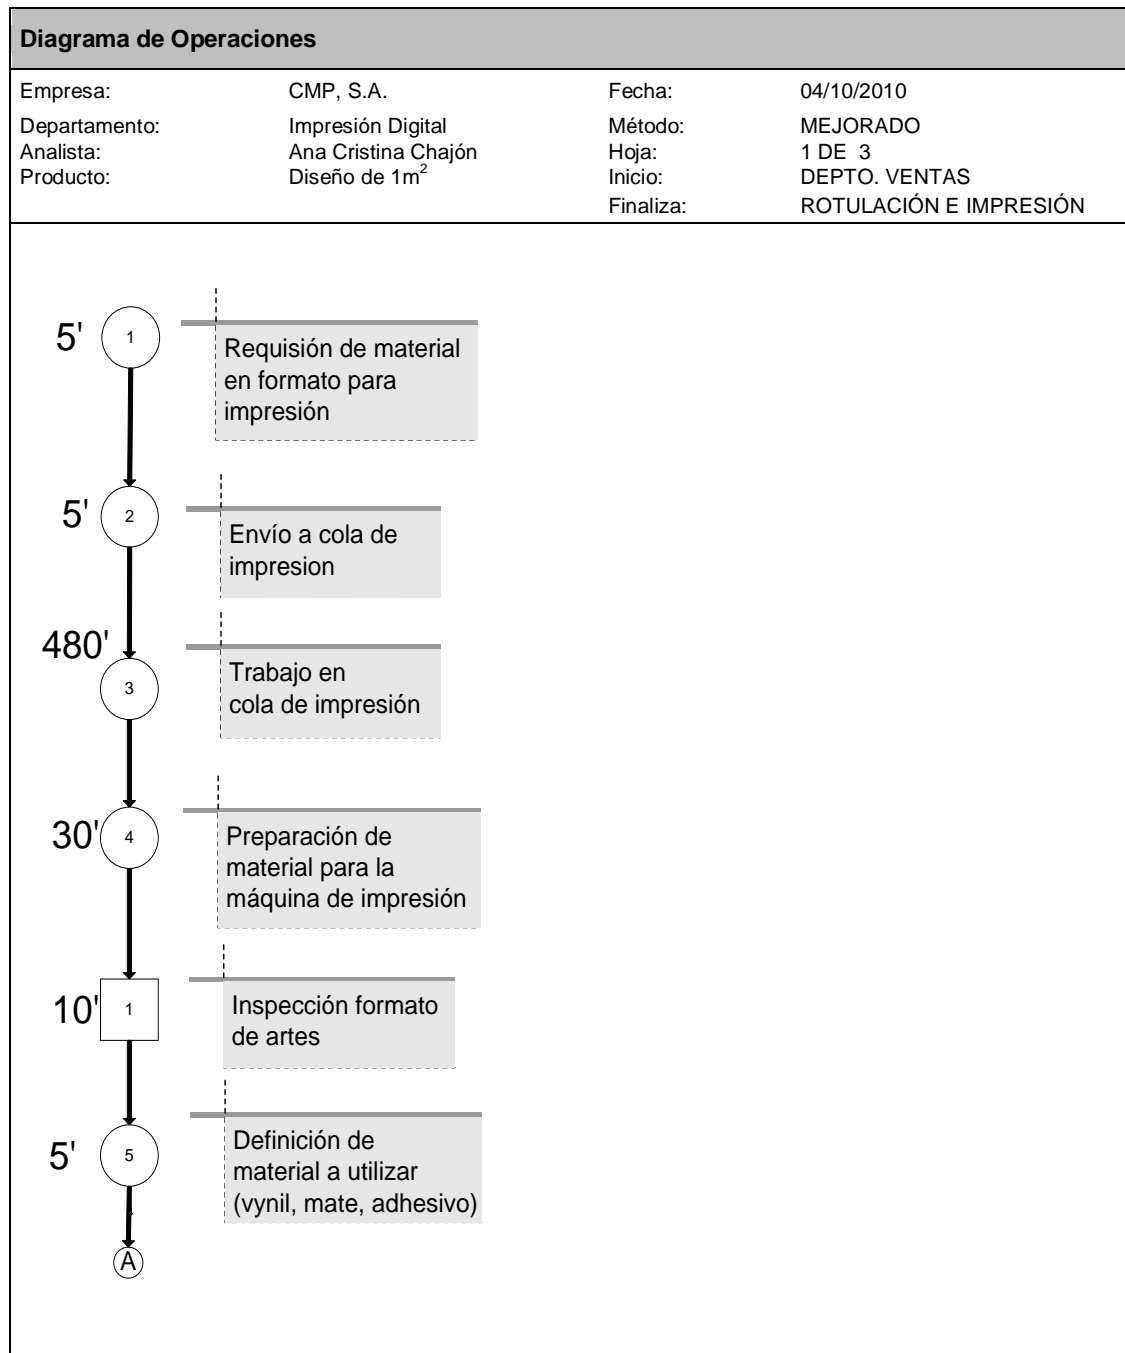 Diagrama de Operaciones
Empresa: CMP, S.A. Fecha: 04/10/2010
Departamento: Impresión Digital Método: MEJORADO
Analista: Ana Cristina Chajón Hoja: 1 DE 3
Producto: Diseño de 1m² Inicio: DEPTO. VENTAS
Finaliza: ROTULACIÓN E IMPRESIÓN
5' 1
Requisión de material
en formato para
impresión
5' 2
Envío a cola de
impresion
480'
3
Trabajo en
cola de impresión
30' 4
Preparación de
material para la
máquina de impresión
10' 1
Inspección formato
de artes
5' 5
Definición de
material a utilizar
(vynil, mate, adhesivo)
A